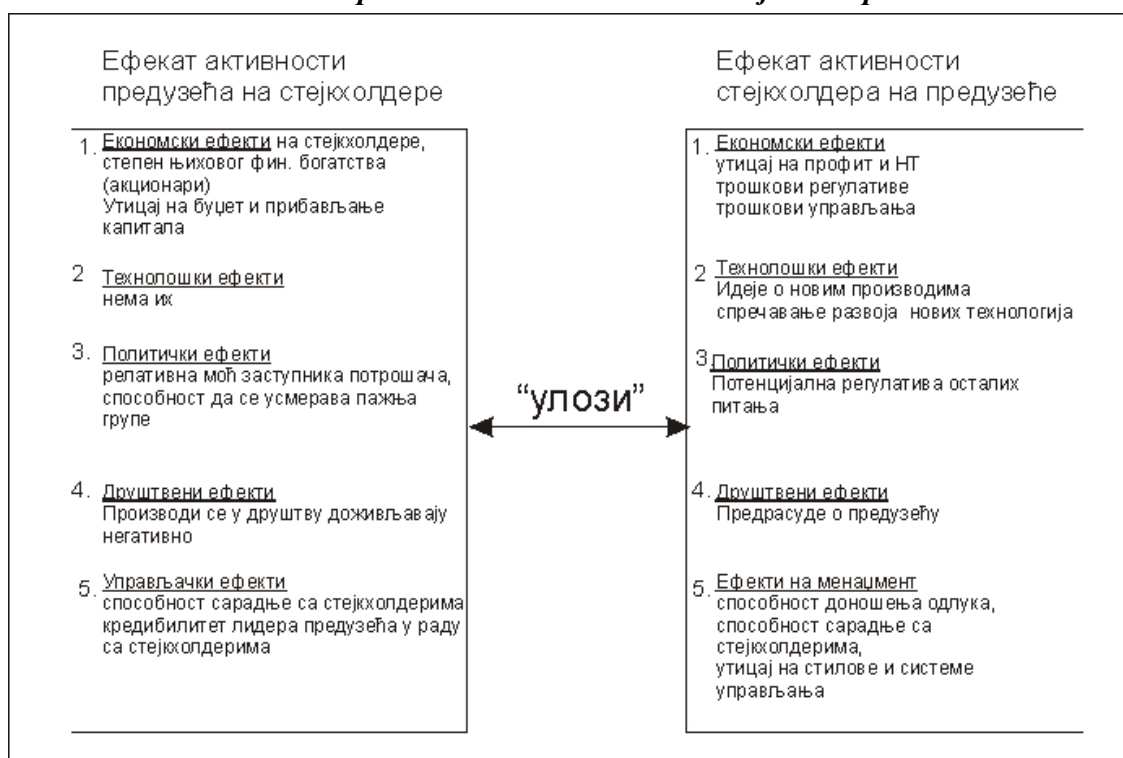 Ефекат активности
предузећа на стејкхолдере
1. Економски ефекти на стејкхолдере,
степен њиховог фин. богатства
(акционари)
Утицај на буџет и прибављање
капитала
2 Технолошки ефекти
нема их
3. Политички ефекти
релативна моћ заступника потрошача,
способност да се усмерава пажња
групе
4. Друштвени ефекти
Производи се у друштву доживљавају
негативно
5. Управљачки ефекти
способност сарадње са стејкхолдерима
кредибилитет лидера предузећа у раду
са стејкхолдерима
“улози”
Ефекат активности
стејкхолдера на предузеће
1. Економски ефекти
утицај на профит и НТ
трошкови регулативе
трошкови управљања
2 Технолошки ефекти
Идеје о новим производима
спречавање развоја нових технологија
3 Политички ефекти
Потенцијална регулатива осталих
питања
4. Друштвени ефекти
Предрасуде о предузећу
5. Ефекти на менаџмент
способност доношења одлука,
способност сарадње са
стејкхолдерима,
утицај на стилове и системе
управљања